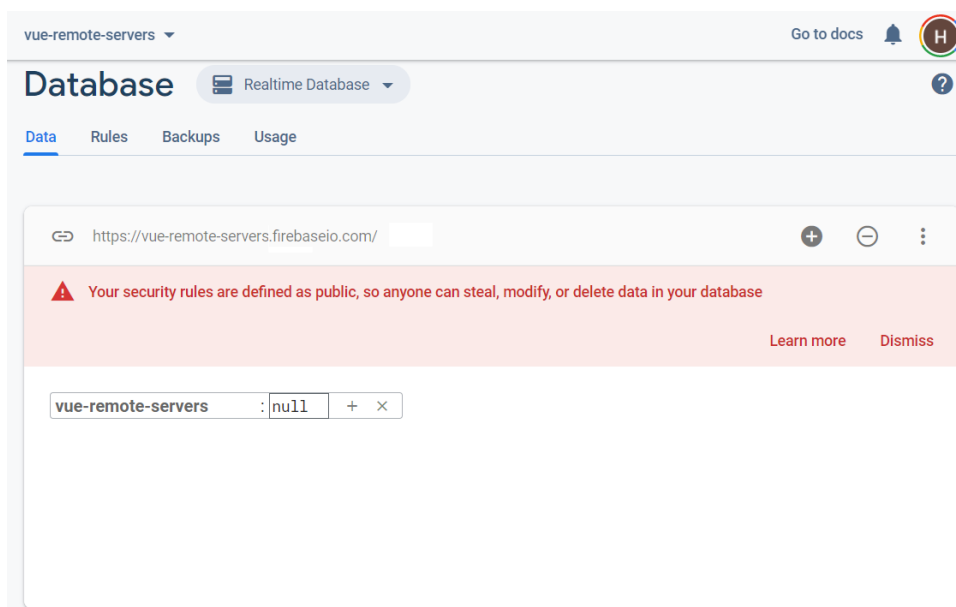 vue-remote-servers
Go to docs
H
Database
Realtime Database
?
Data Rules Backups Usage
https://vue-remote-servers.firebaseio.com/
Your security rules are defined as public, so anyone can steal, modify, or delete data in your database
Learn more Dismiss
vue-remote-servers : null + ×